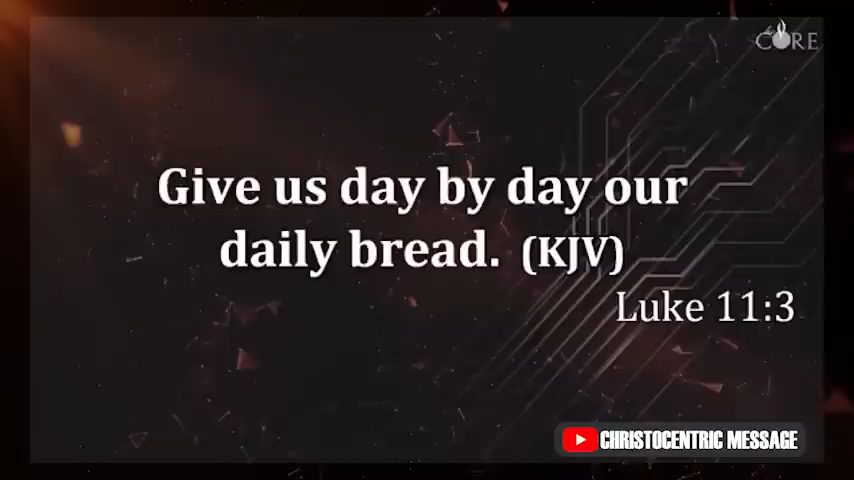 CORE
Give us day by day our
daily bread. (KJV)
Luke 11:3
CHRISTOCENTRIC MESSAGE